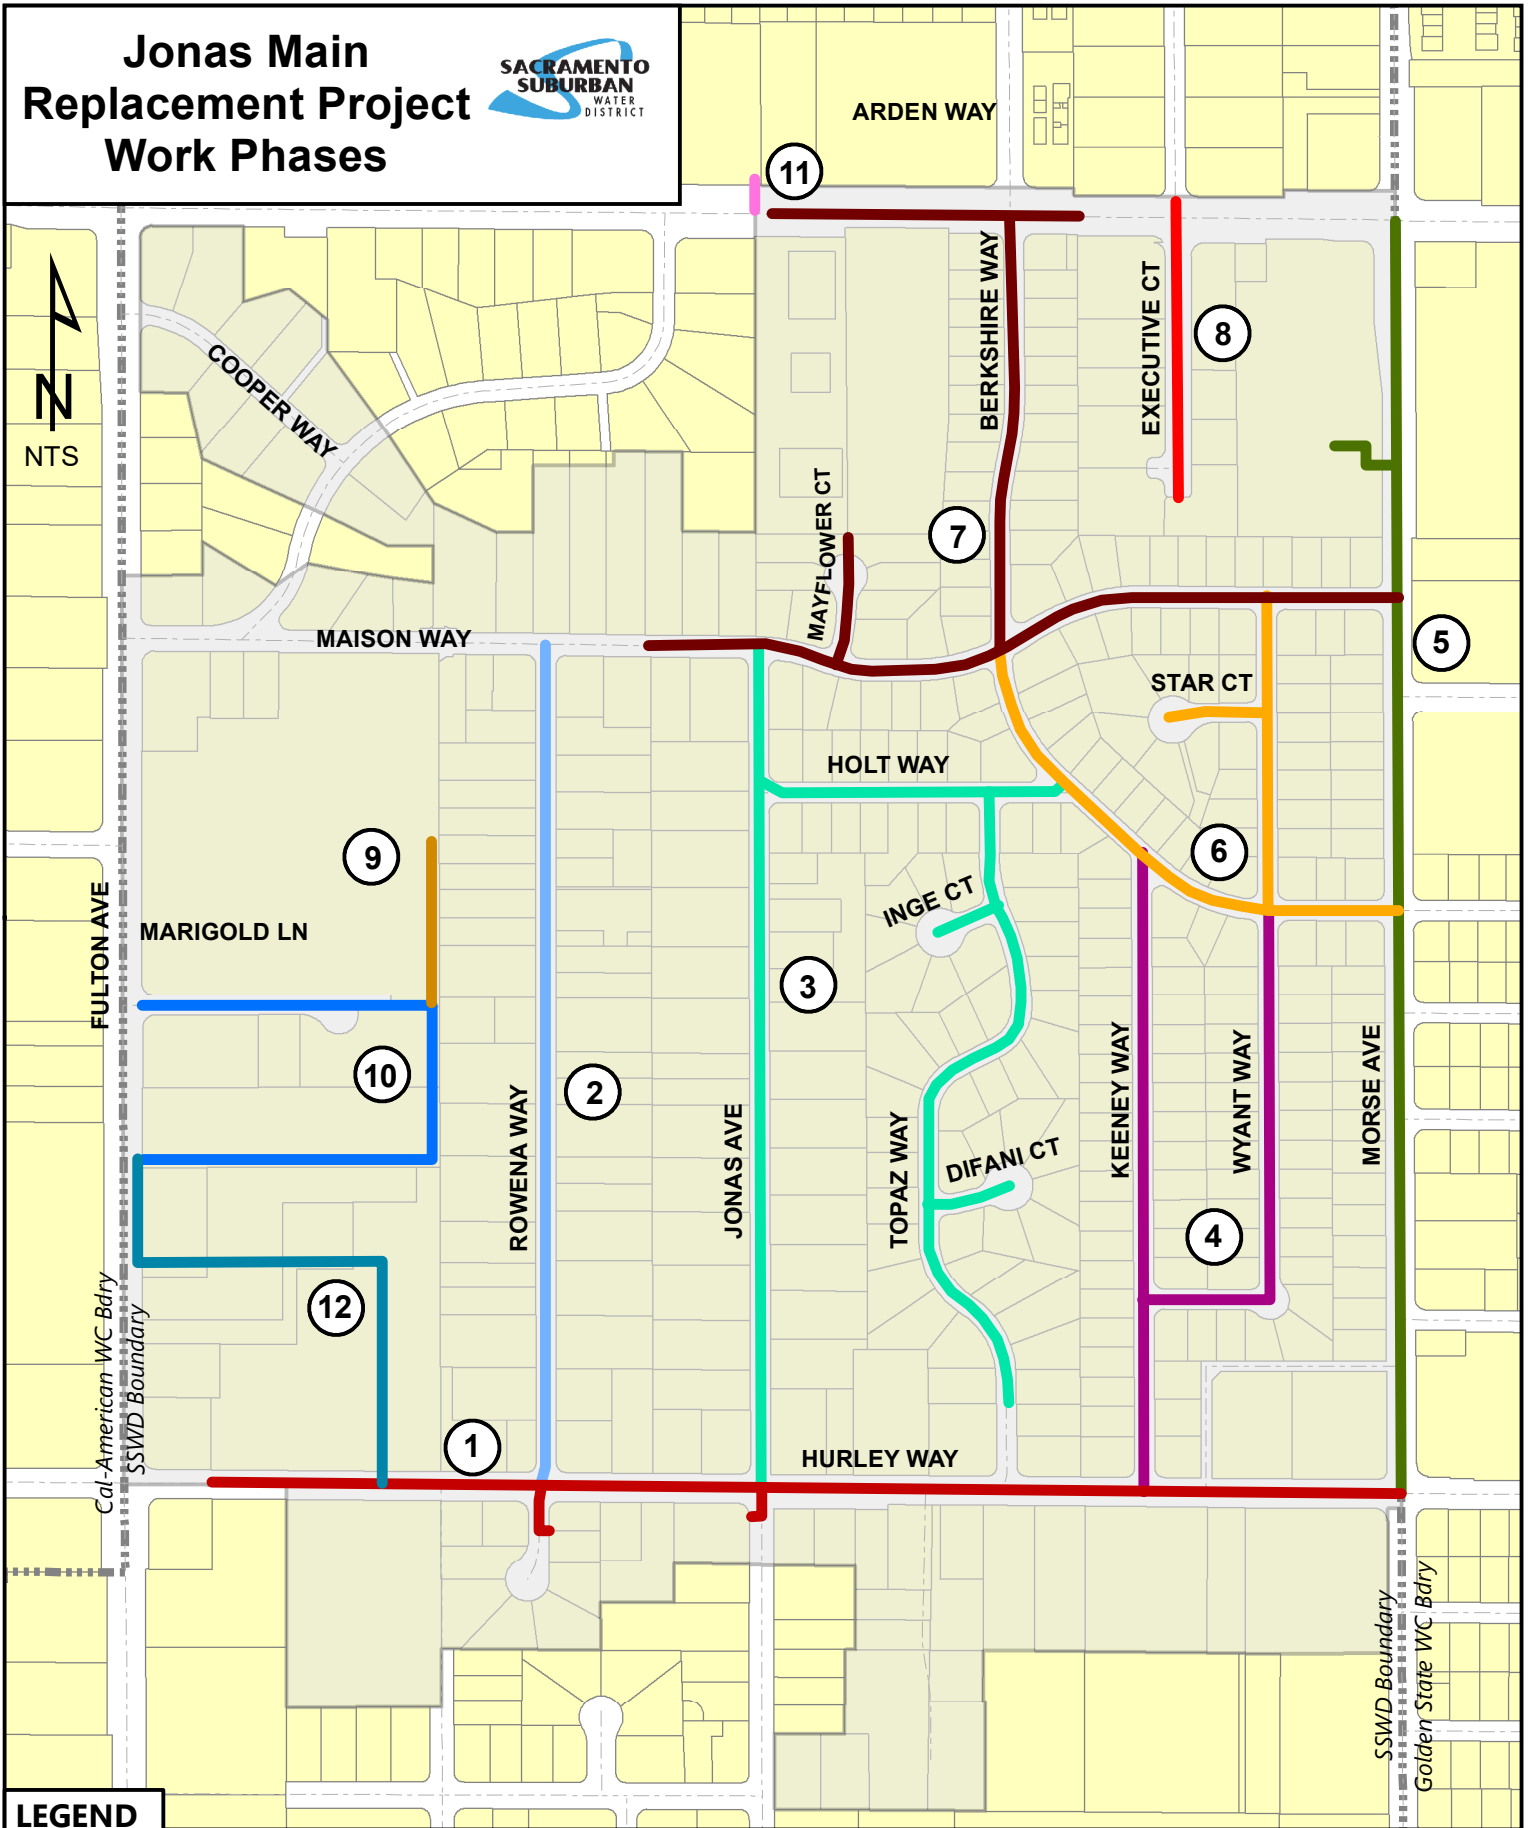 Jonas Main
Replacement Project
Work Phases
SACRAMENTO
SUBURBAN
WATER
DISTRICT
ARDEN WAY
11
BERKSHIRE WAY
EXECUTIVE CT
8
N
NTS
COOPER WAY
MAYFLOWER CT
7
MAISON WAY
5
STAR CT
HOLT WAY
9
6
INGE CT
FULTON AVE
MARIGOLD LN
3
10
2
ROWENA WAY
JONAS AVE
TOPAZ WAY
DIFANI CT
KEENEY WAY
WYANT WAY
MORSE AVE
4
12
Cal-American WC Bdry
SSWD Boundary
1
HURLEY WAY
SSWD Boundary
Golden State WC Bdry
LEGEND